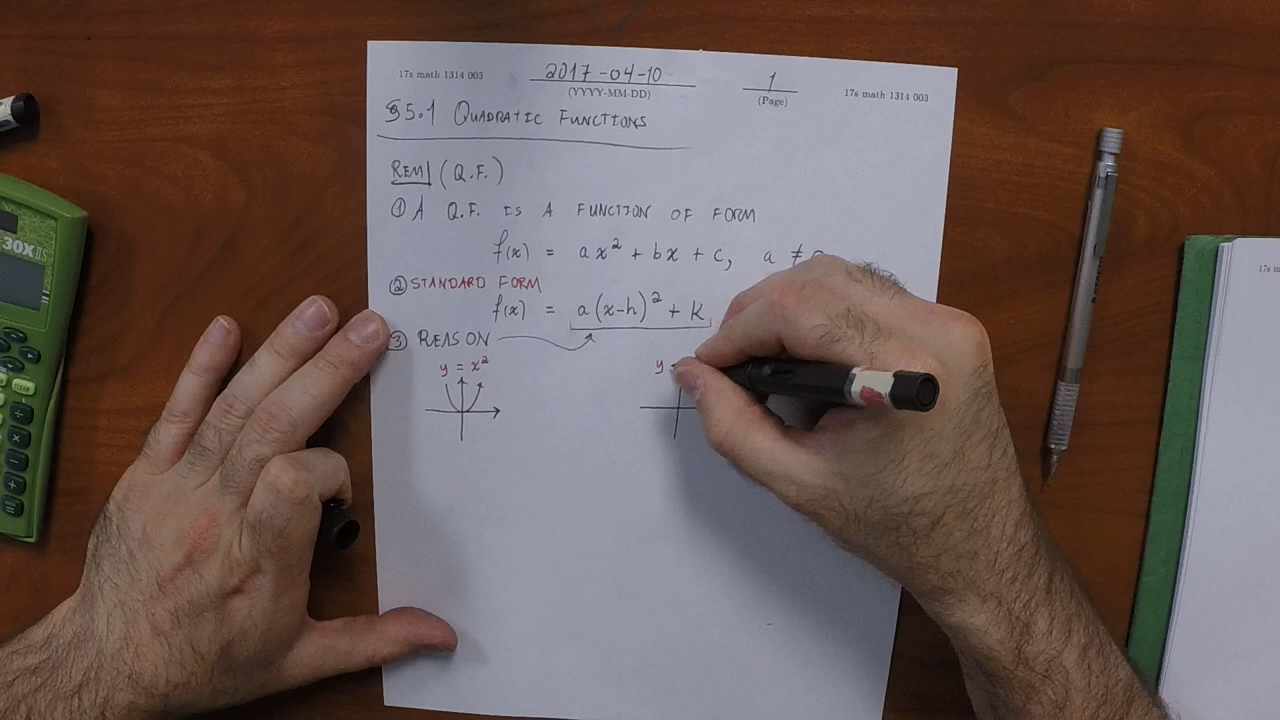 17s math 1314 003
2017-04-10
(YYYY-MM-DD)
1
(Page)
17s math 1314 003
§5.1 QUADRATIC FUNCTIONS
REM (Q.F.)
① A Q.F. IS A FUNCTION OF FORM
f(x) = ax² + bx + c, a ≠
② STANDARD FORM
f(x) = a(x-h)² + k
③ REASON
y = x²
y
30X IIS
17s